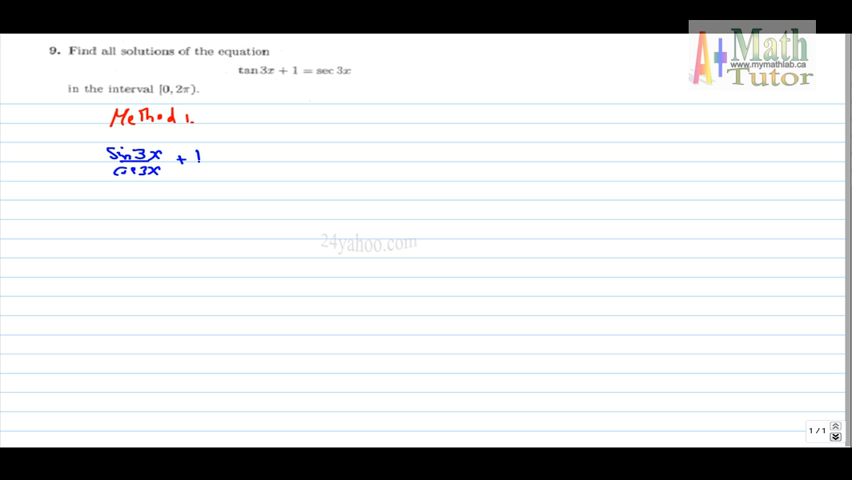 9. Find all solutions of the equation
tan 3x + 1 = sec 3x
in the interval [0, 2π).
A+ Math Tutor
www.mymathlab.ca
Method 1.
sin3x
cos3x + 1
24yahoo.com
1 / 1